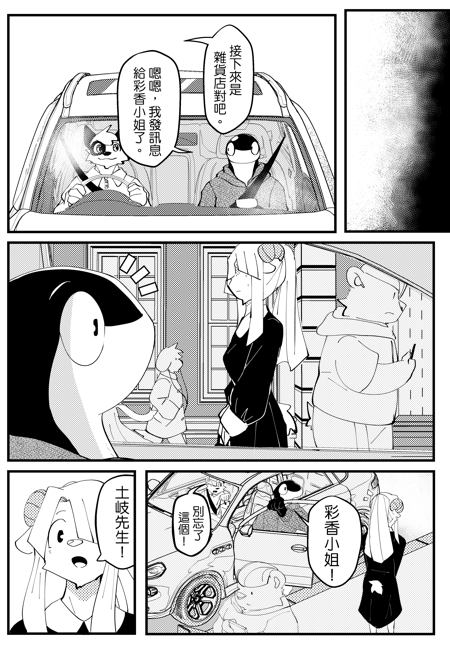 接下來是
雜貨店對吧。
嗯嗯，我發訊息
給彩香小姐了。
彩香小姐！
別忘了
這個！
土岐先生！